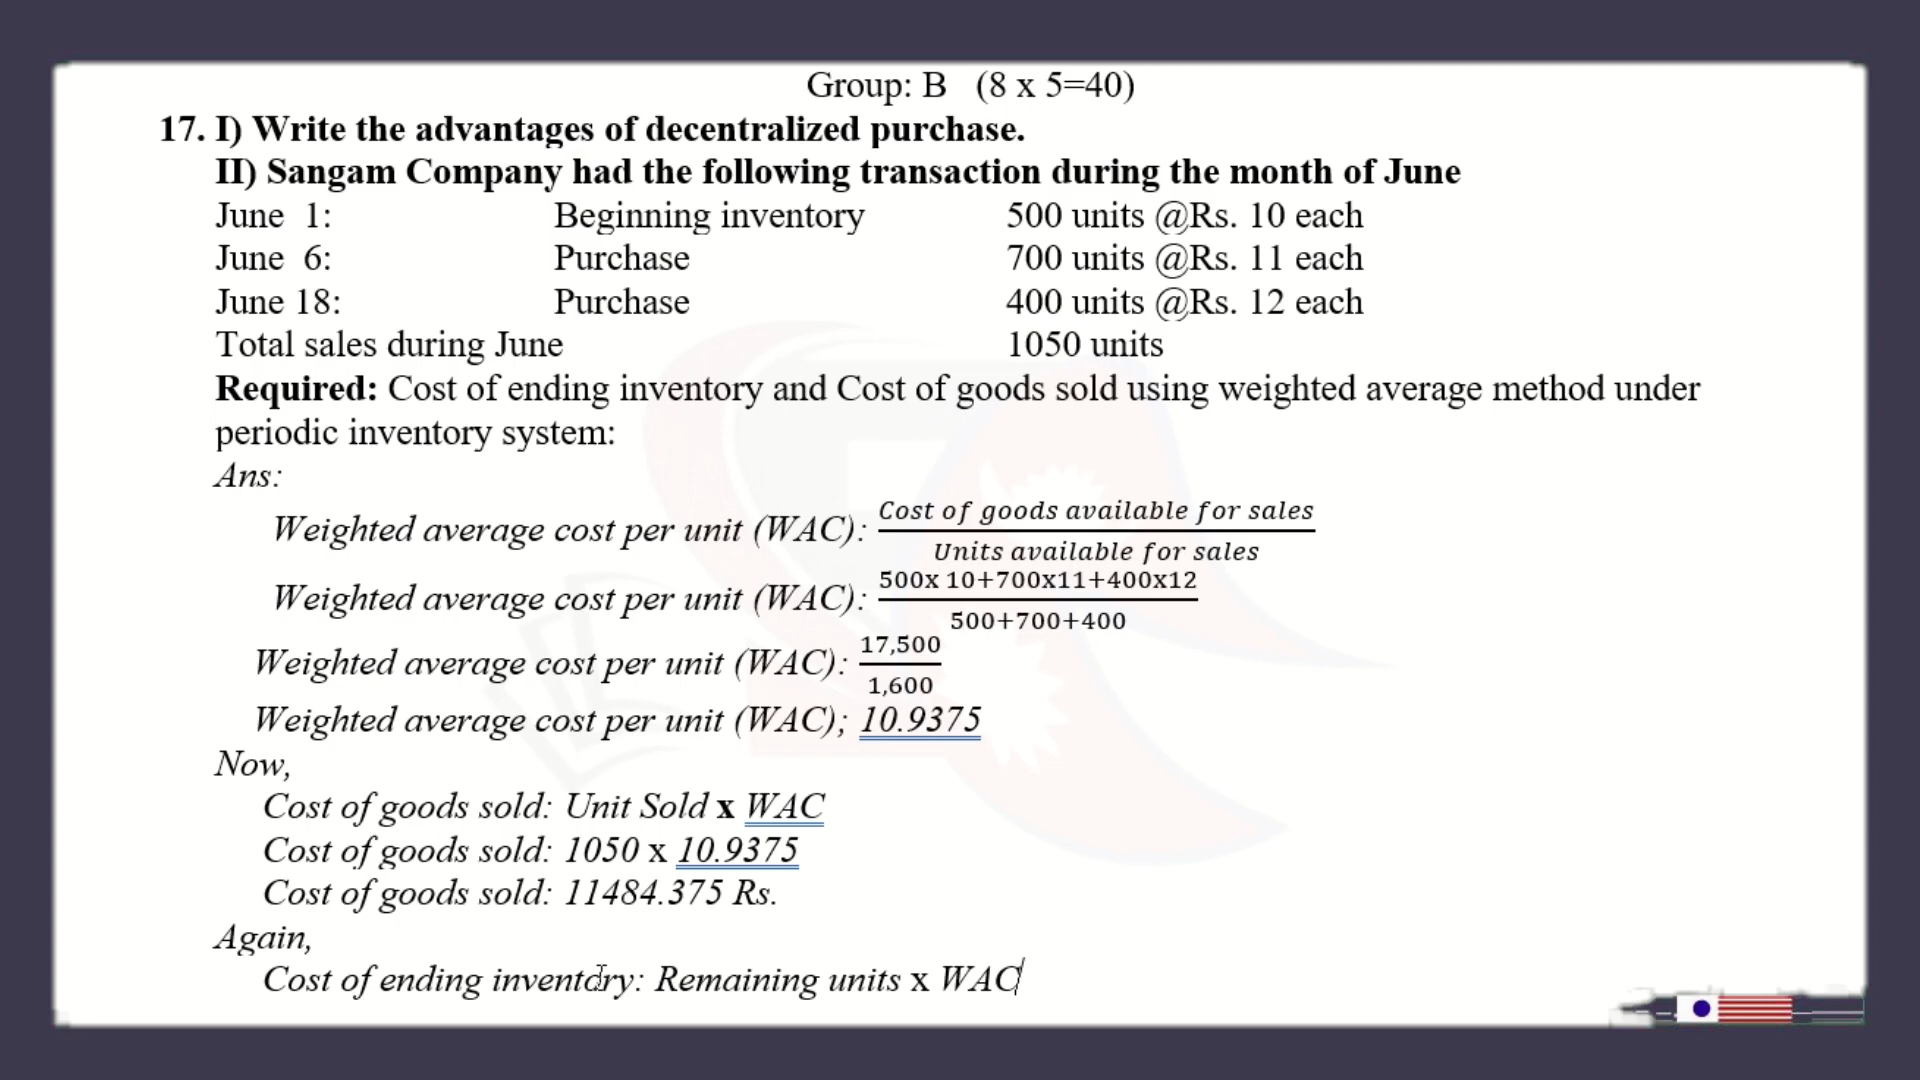 Group: B (8 x 5=40)
17. I) Write the advantages of decentralized purchase.
II) Sangam Company had the following transaction during the month of June
June 1: Beginning inventory 500 units @Rs. 10 each
June 6: Purchase 700 units @Rs. 11 each
June 18: Purchase 400 units @Rs. 12 each
Total sales during June 1050 units
Required: Cost of ending inventory and Cost of goods sold using weighted average method under
periodic inventory system:
Ans:
Weighted average cost per unit (WAC): Cost of goods available for sales
Units available for sales
Weighted average cost per unit (WAC): 500x 10+700x11+400x12
500+700+400
Weighted average cost per unit (WAC): 17,500
1,600
Weighted average cost per unit (WAC); 10.9375
Now,
Cost of goods sold: Unit Sold x WAC
Cost of goods sold: 1050 x 10.9375
Cost of goods sold: 11484.375 Rs.
Again,
Cost of ending inventory: Remaining units x WAC